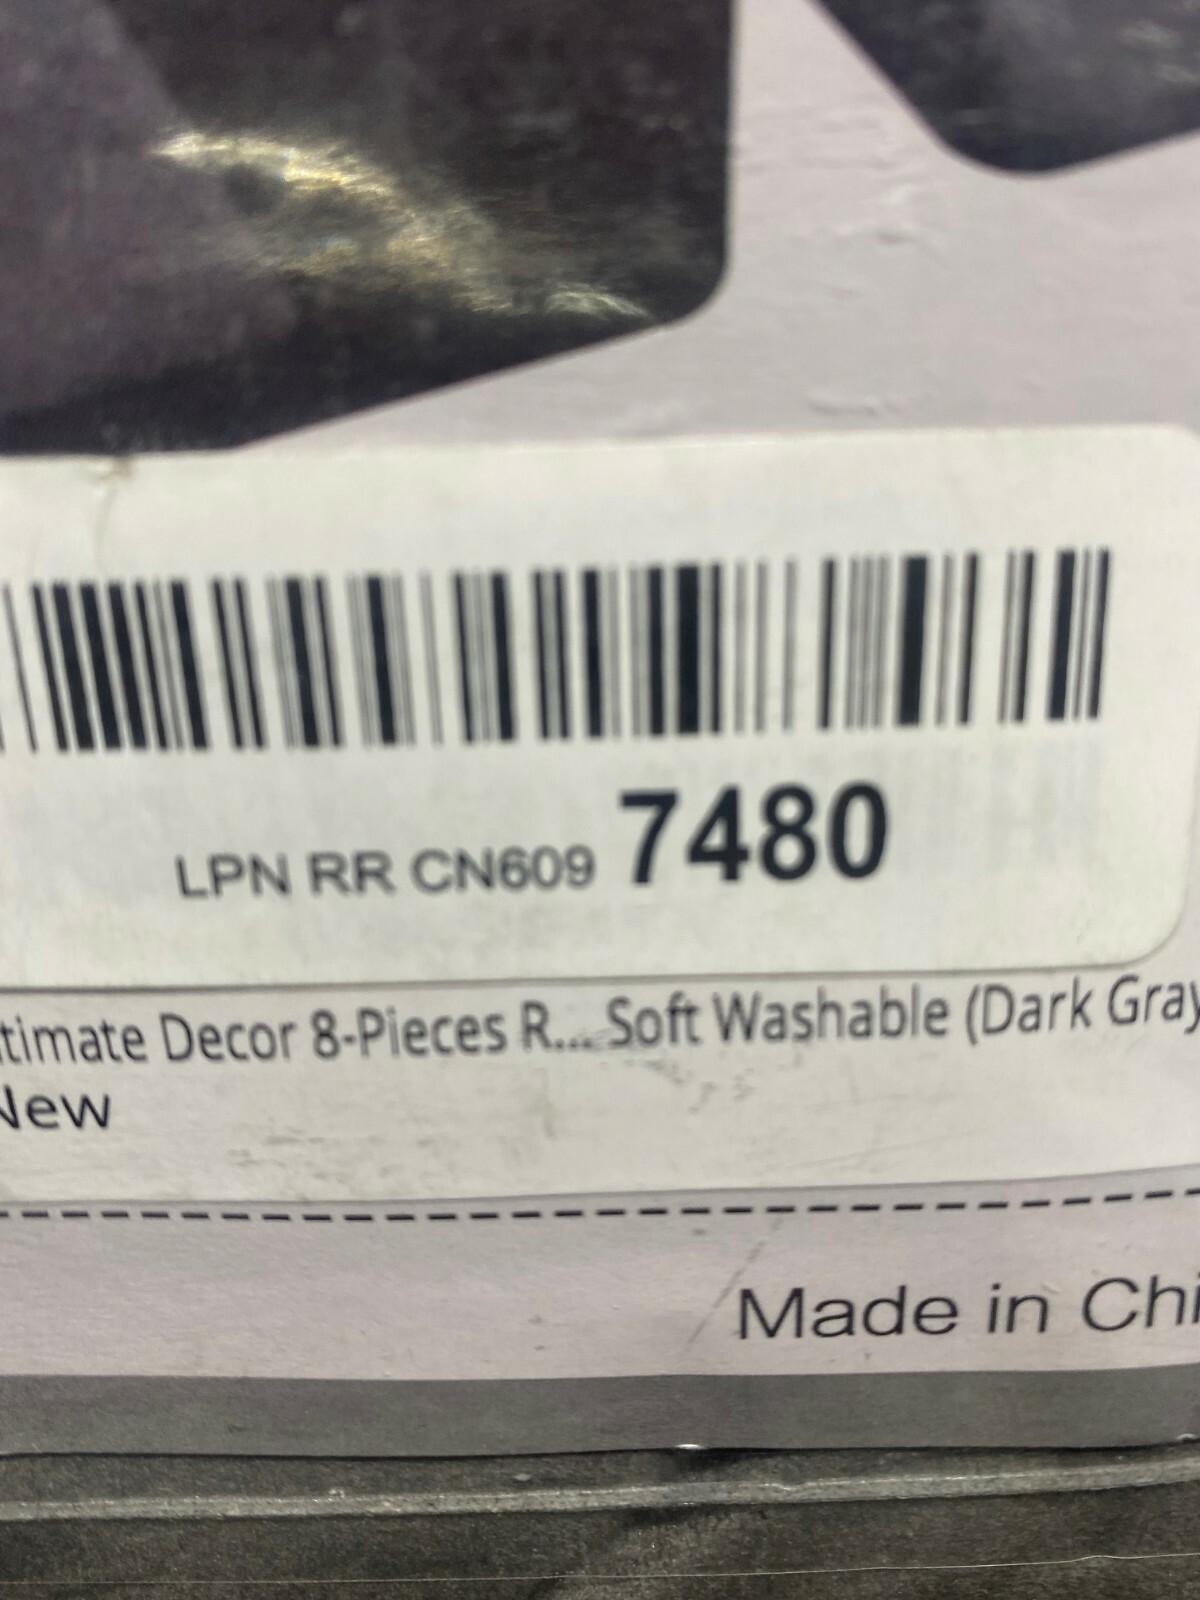 LPN RR CN609 7480
timate Decor 8-Pieces R... Soft Washable (Dark Gray
New
Made in Chi